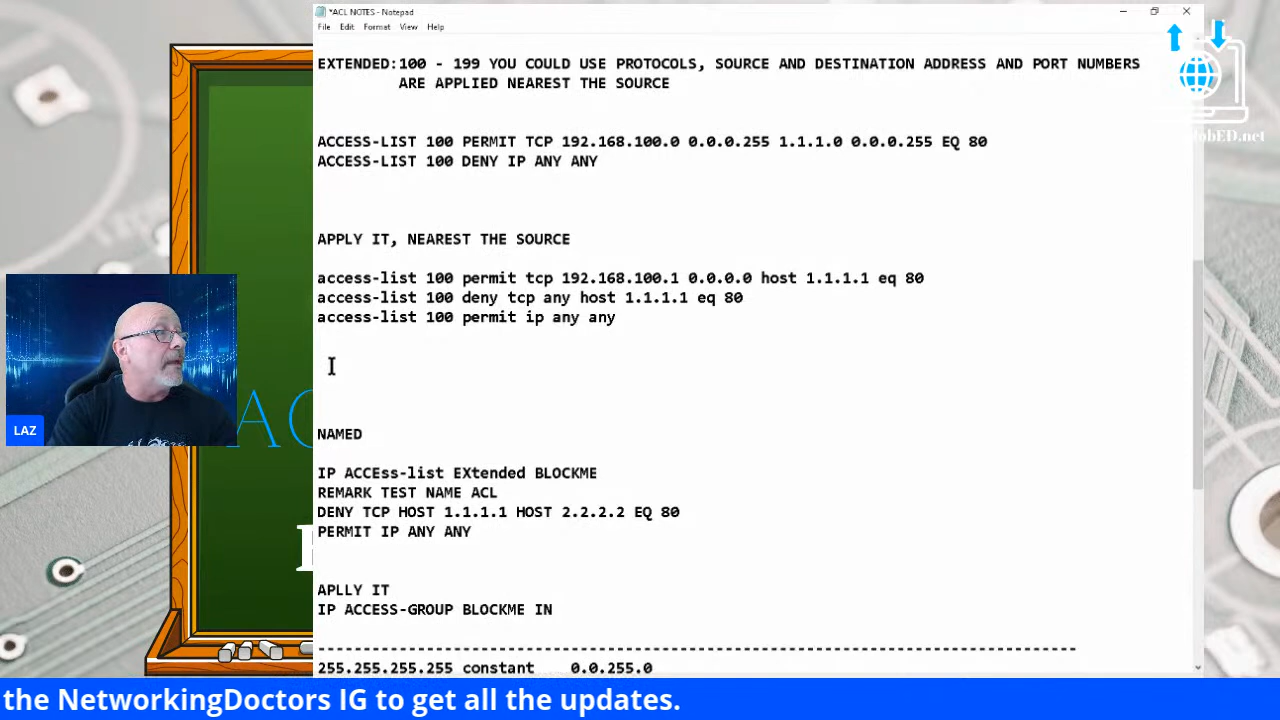 *ACL NOTES - Notepad
File Edit Format View Help
EXTENDED:100 - 199 YOU COULD USE PROTOCOLS, SOURCE AND DESTINATION ADDRESS AND PORT NUMBERS
ARE APPLIED NEAREST THE SOURCE
ACCESS-LIST 100 PERMIT TCP 192.168.100.0 0.0.0.255 1.1.1.0 0.0.0.255 EQ 80
ACCESS-LIST 100 DENY IP ANY ANY
APPLY IT, NEAREST THE SOURCE
access-list 100 permit tcp 192.168.100.1 0.0.0.0 host 1.1.1.1 eq 80
access-list 100 deny tcp any host 1.1.1.1 eq 80
access-list 100 permit ip any any
NAMED
IP ACCEss-list EXtended BLOCKME
REMARK TEST NAME ACL
DENY TCP HOST 1.1.1.1 HOST 2.2.2.2 EQ 80
PERMIT IP ANY ANY
APLLY IT
IP ACCESS-GROUP BLOCKME IN
------------------------------------------------------------------------------------
255.255.255.255 constant 0.0.255.0
LAZ
the NetworkingDoctors IG to get all the updates.